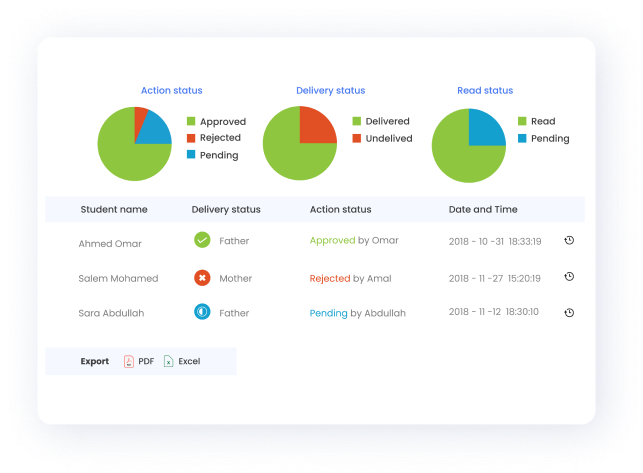 Action status
Approved
Rejected
Pending
Delivery status
Delivered
Undelived
Read status
Read
Pending
Student name Delivery status Action status Date and Time
Ahmed Omar Father Approved by Omar 2018 - 10 -31 18:33:19
Salem Mohamed Mother Rejected by Amal 2018 - 11 -27 15:20:19
Sara Abdullah Father Pending by Abdullah 2018 - 11 -12 18:30:10
Export PDF Excel